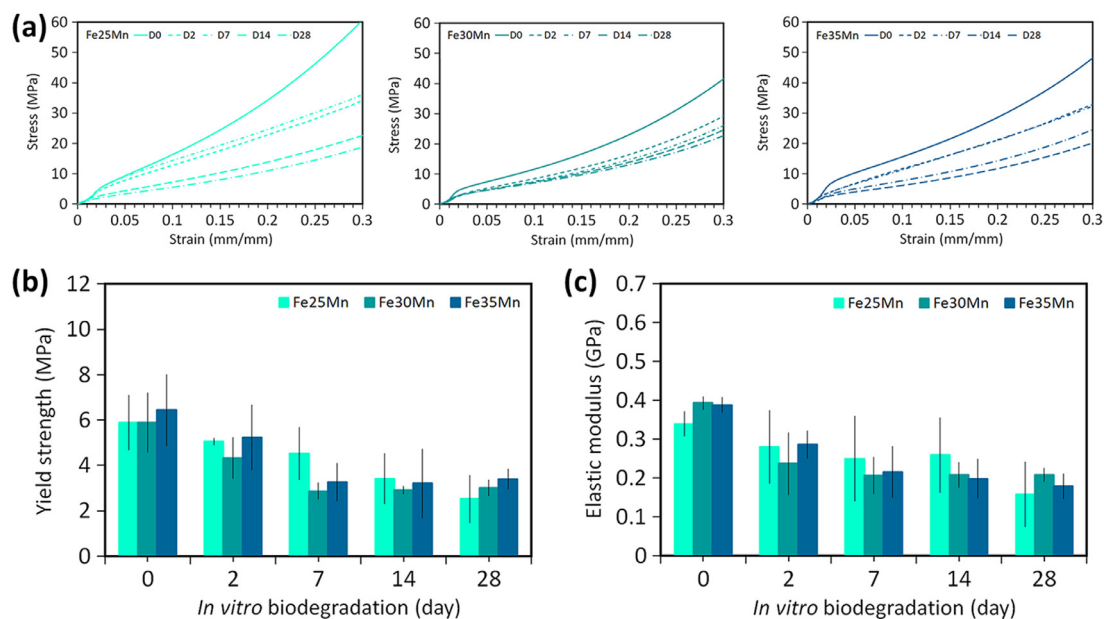 (a)
Fe25Mn D0 D2 D7 D14 D28
60
50
40
30
20
10
0
Stress (MPa)
0 0.05 0.1 0.15 0.2 0.25 0.3
Strain (mm/mm)
Fe30Mn D0 D2 D7 D14 D28
60
50
40
30
20
10
0
Stress (MPa)
0 0.05 0.1 0.15 0.2 0.25 0.3
Strain (mm/mm)
Fe35Mn D0 D2 D7 D14 D28
60
50
40
30
20
10
0
Stress (MPa)
0 0.05 0.1 0.15 0.2 0.25 0.3
Strain (mm/mm)
(b)
Fe25Mn Fe30Mn Fe35Mn
12
10
8
6
4
2
0
Yield strength (MPa)
0 2 7 14 28
In vitro biodegradation (day)
(c)
Fe25Mn Fe30Mn Fe35Mn
0.7
0.6
0.5
0.4
0.3
0.2
0.1
0
Elastic modulus (GPa)
0 2 7 14 28
In vitro biodegradation (day)